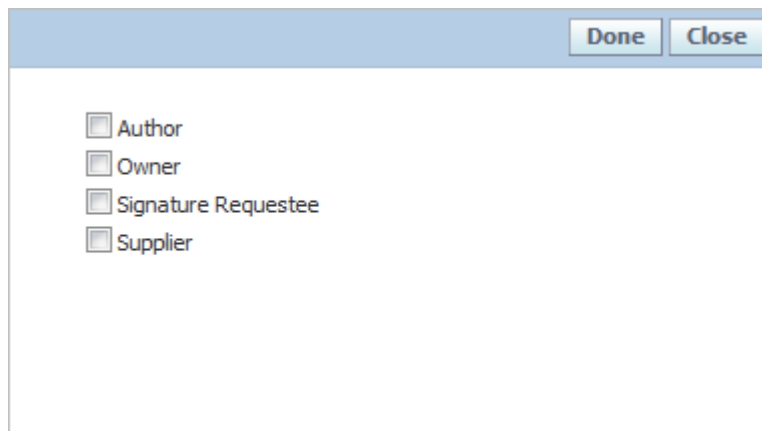 Done Close
Author
Owner
Signature Requestee
Supplier